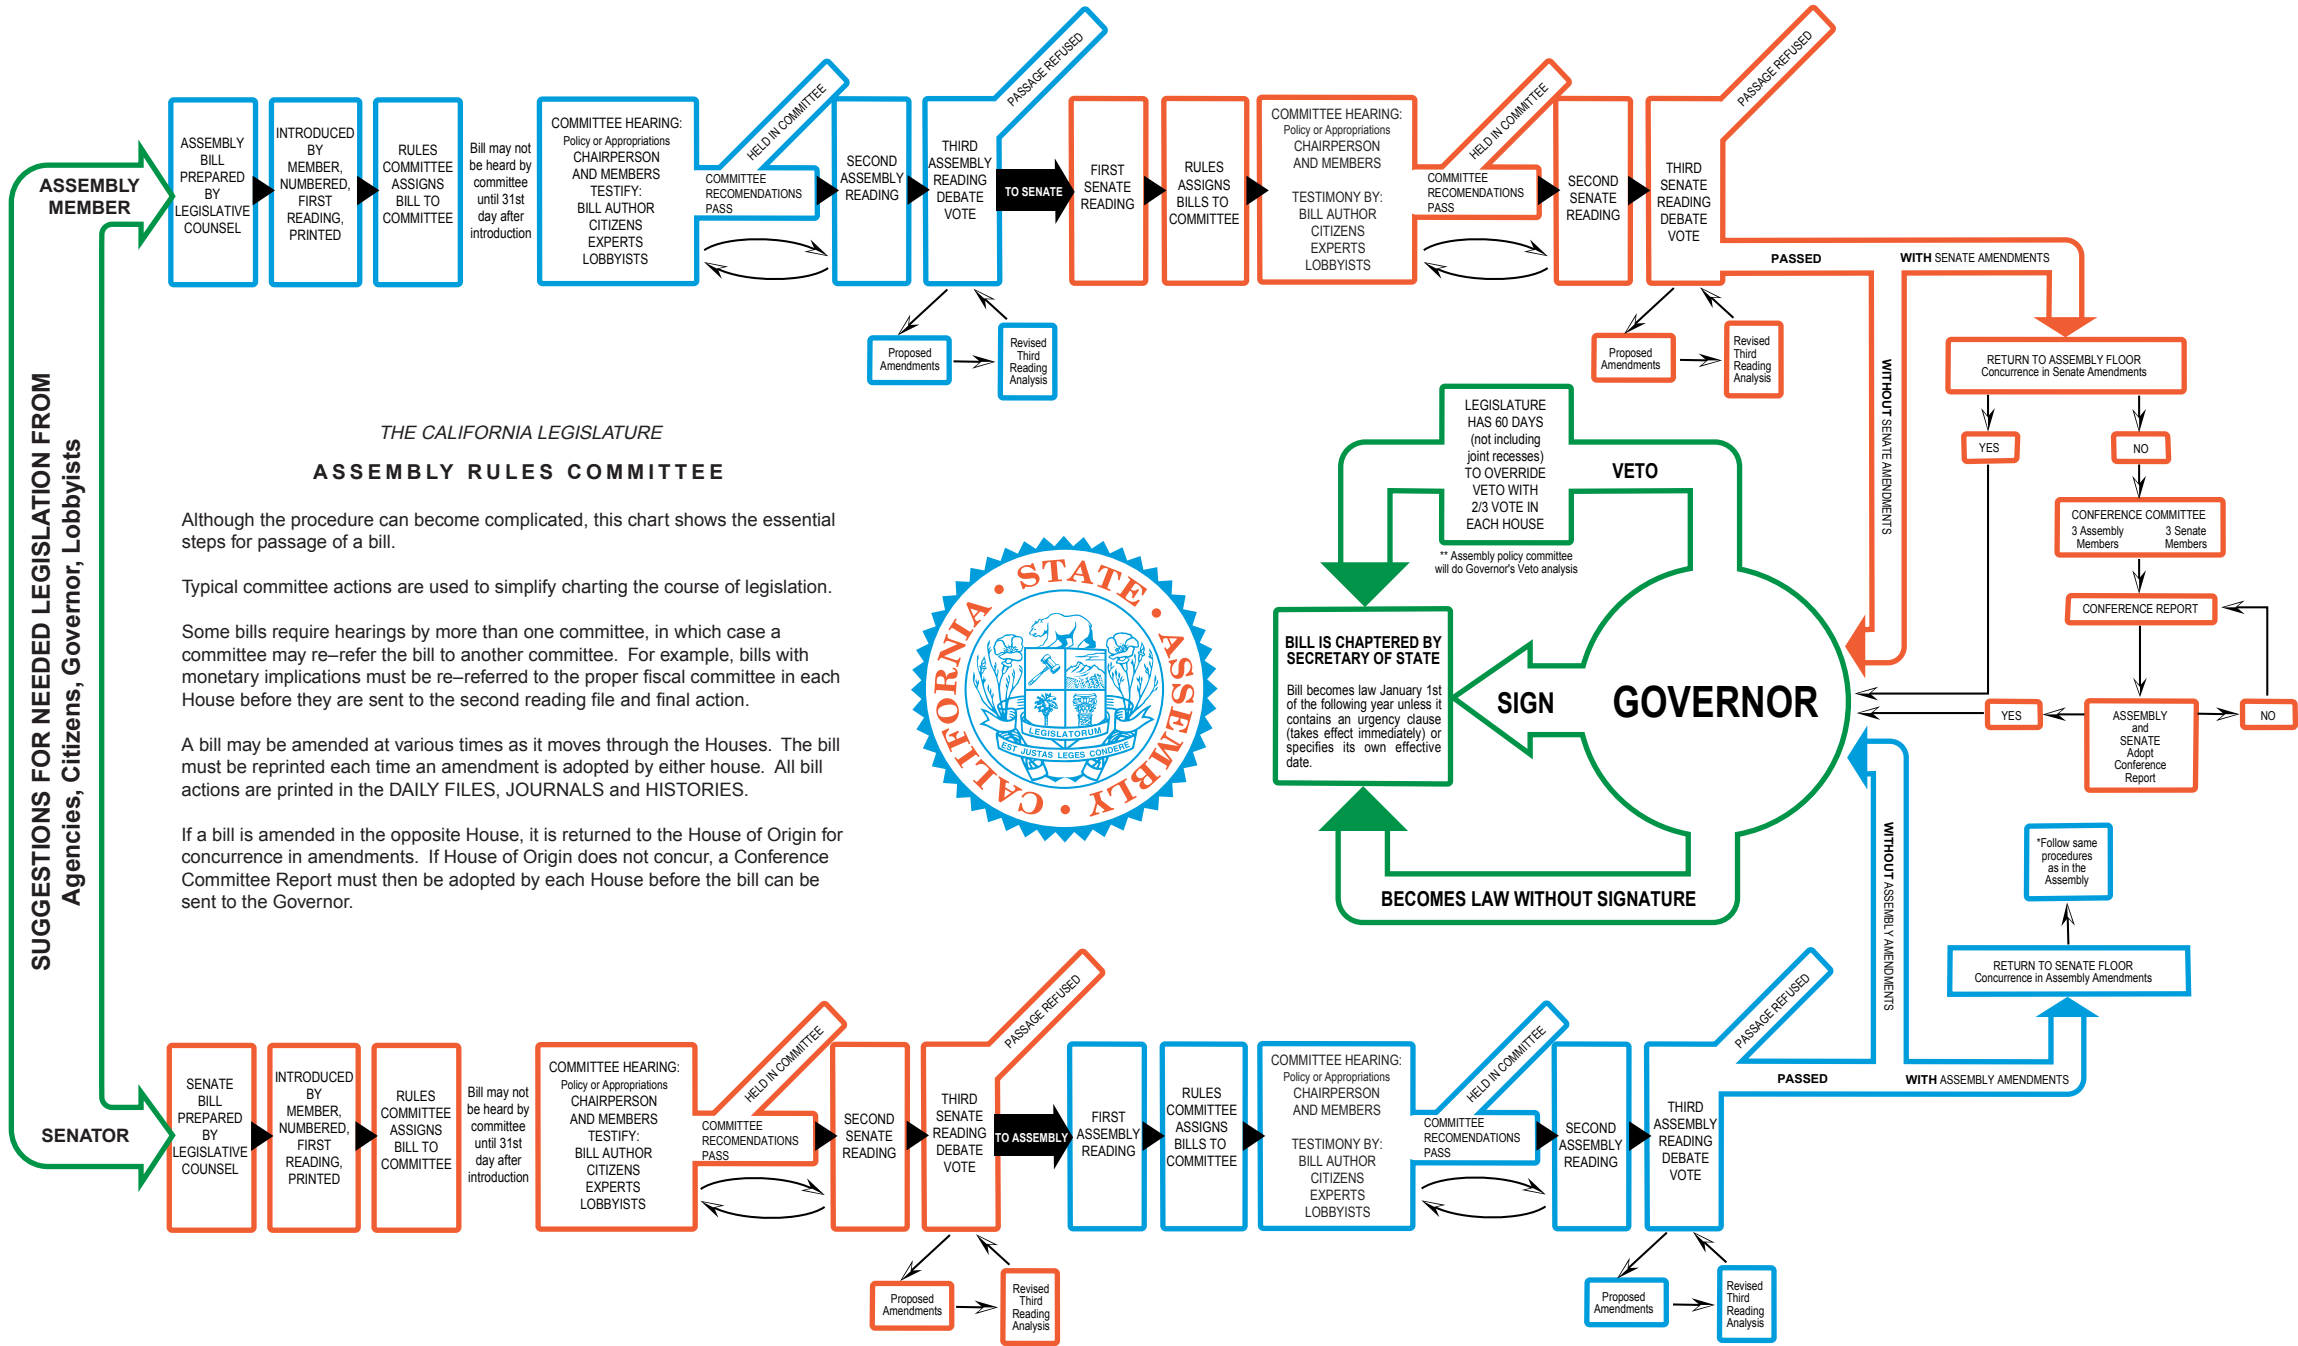 SUGGESTIONS FOR NEEDED LEGISLATION FROM
Agencies, Citizens, Governor, Lobbyists
ASSEMBLY
MEMBER
ASSEMBLY
BILL
PREPARED
BY
LEGISLATIVE
COUNSEL
INTRODUCED
BY
MEMBER,
NUMBERED,
FIRST
READING,
PRINTED
RULES
COMMITTEE
ASSIGNS
BILL TO
COMMITTEE
Bill may not
be heard by
committee
until 31st
day after
introduction
COMMITTEE HEARING:
Policy or Appropriations
CHAIRPERSON
AND MEMBERS
TESTIFY:
BILL AUTHOR
CITIZENS
EXPERTS
LOBBYISTS
HELD IN COMMITTEE
COMMITTEE
RECOMENDATIONS
PASS
SECOND
ASSEMBLY
READING
THIRD
ASSEMBLY
READING
DEBATE
VOTE
PASSAGE REFUSED
Proposed
Amendments
Revised
Third
Reading
Analysis
TO SENATE
FIRST
SENATE
READING
RULES
ASSIGNS
BILLS TO
COMMITTEE
COMMITTEE HEARING:
Policy or Appropriations
CHAIRPERSON
AND MEMBERS
TESTIMONY BY:
BILL AUTHOR
CITIZENS
EXPERTS
LOBBYISTS
HELD IN COMMITTEE
COMMITTEE
RECOMENDATIONS
PASS
SECOND
SENATE
READING
THIRD
SENATE
READING
DEBATE
VOTE
PASSAGE REFUSED
Proposed
Amendments
Revised
Third
Reading
Analysis
PASSED
WITH SENATE AMENDMENTS
WITHOUT SENATE AMENDMENTS
RETURN TO ASSEMBLY FLOOR
Concurrence in Senate Amendments
YES
NO
CONFERENCE COMMITTEE
3 Assembly
Members
3 Senate
Members
CONFERENCE REPORT
ASSEMBLY
and
SENATE
Adopt
Conference
Report
YES
NO
THE CALIFORNIA LEGISLATURE
ASSEMBLY RULES COMMITTEE
Although the procedure can become complicated, this chart shows the essential
steps for passage of a bill.
Typical committee actions are used to simplify charting the course of legislation.
Some bills require hearings by more than one committee, in which case a
committee may re–refer the bill to another committee. For example, bills with
monetary implications must be re–referred to the proper fiscal committee in each
House before they are sent to the second reading file and final action.
A bill may be amended at various times as it moves through the Houses. The bill
must be reprinted each time an amendment is adopted by either house. All bill
actions are printed in the DAILY FILES, JOURNALS and HISTORIES.
If a bill is amended in the opposite House, it is returned to the House of Origin for
concurrence in amendments. If House of Origin does not concur, a Conference
Committee Report must then be adopted by each House before the bill can be
sent to the Governor.
CALIFORNIA • STATE • ASSEMBLY •
LEGISLATORUM
EST JUSTAS LEGES CONDERE
LEGISLATURE
HAS 60 DAYS
(not including
joint recesses)
TO OVERRIDE
VETO WITH
2/3 VOTE IN
EACH HOUSE
VETO
** Assembly policy committee
will do Governor's Veto analysis
BILL IS CHAPTERED BY
SECRETARY OF STATE
Bill becomes law January 1st
of the following year unless it
contains an urgency clause
(takes effect immediately) or
specifies its own effective
date.
SIGN
GOVERNOR
BECOMES LAW WITHOUT SIGNATURE
SENATOR
SENATE
BILL
PREPARED
BY
LEGISLATIVE
COUNSEL
INTRODUCED
BY
MEMBER,
NUMBERED,
FIRST
READING,
PRINTED
RULES
COMMITTEE
ASSIGNS
BILL TO
COMMITTEE
Bill may not
be heard by
committee
until 31st
day after
introduction
COMMITTEE HEARING:
Policy or Appropriations
CHAIRPERSON
AND MEMBERS
TESTIFY:
BILL AUTHOR
CITIZENS
EXPERTS
LOBBYISTS
HELD IN COMMITTEE
COMMITTEE
RECOMENDATIONS
PASS
SECOND
SENATE
READING
THIRD
SENATE
READING
DEBATE
VOTE
PASSAGE REFUSED
Proposed
Amendments
Revised
Third
Reading
Analysis
TO ASSEMBLY
FIRST
ASSEMBLY
READING
RULES
COMMITTEE
ASSIGNS
BILLS TO
COMMITTEE
COMMITTEE HEARING:
Policy or Appropriations
CHAIRPERSON
AND MEMBERS
TESTIMONY BY:
BILL AUTHOR
CITIZENS
EXPERTS
LOBBYISTS
HELD IN COMMITTEE
COMMITTEE
RECOMENDATIONS
PASS
SECOND
ASSEMBLY
READING
THIRD
ASSEMBLY
READING
DEBATE
VOTE
PASSAGE REFUSED
Proposed
Amendments
Revised
Third
Reading
Analysis
PASSED
WITH ASSEMBLY AMENDMENTS
WITHOUT ASSEMBLY AMENDMENTS
RETURN TO SENATE FLOOR
Concurrence in Assembly Amendments
*Follow same
procedures
as in the
Assembly